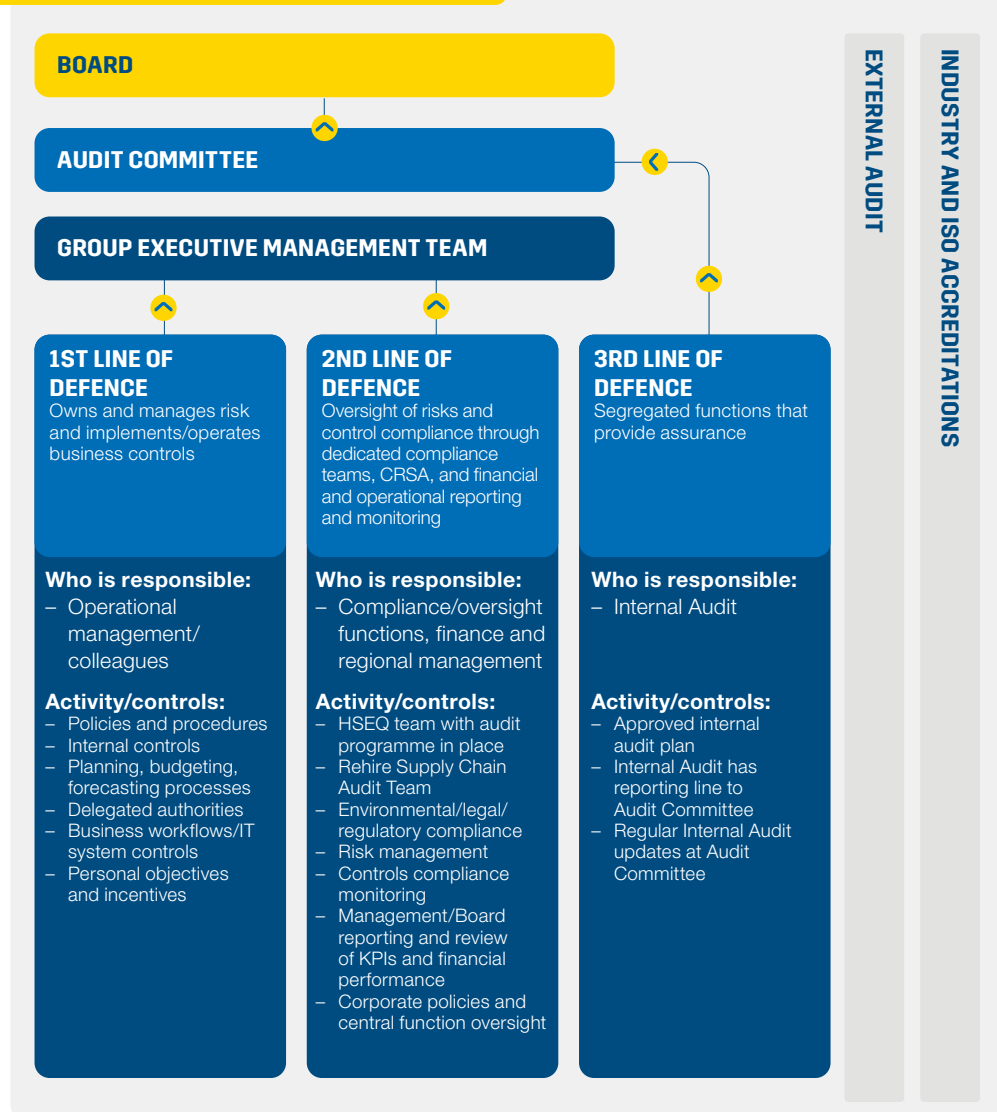 BOARD
AUDIT COMMITTEE
GROUP EXECUTIVE MANAGEMENT TEAM
1ST LINE OF
DEFENCE
Owns and manages risk
and implements/operates
business controls
Who is responsible:
– Operational
management/
colleagues
Activity/controls:
– Policies and procedures
– Internal controls
– Planning, budgeting,
forecasting processes
– Delegated authorities
– Business workflows/IT
system controls
– Personal objectives
and incentives
2ND LINE OF
DEFENCE
Oversight of risks and
control compliance through
dedicated compliance
teams, CRSA, and financial
and operational reporting
and monitoring
Who is responsible:
– Compliance/oversight
functions, finance and
regional management
Activity/controls:
– HSEQ team with audit
programme in place
– Rehire Supply Chain
Audit Team
– Environmental/legal/
regulatory compliance
– Risk management
– Controls compliance
monitoring
– Management/Board
reporting and review
of KPIs and financial
performance
– Corporate policies and
central function oversight
3RD LINE OF
DEFENCE
Segregated functions that
provide assurance
Who is responsible:
– Internal Audit
Activity/controls:
– Approved internal
audit plan
– Internal Audit has
reporting line to
Audit Committee
– Regular Internal Audit
updates at Audit
Committee
EXTERNAL AUDIT
INDUSTRY AND ISO ACCREDITATIONS